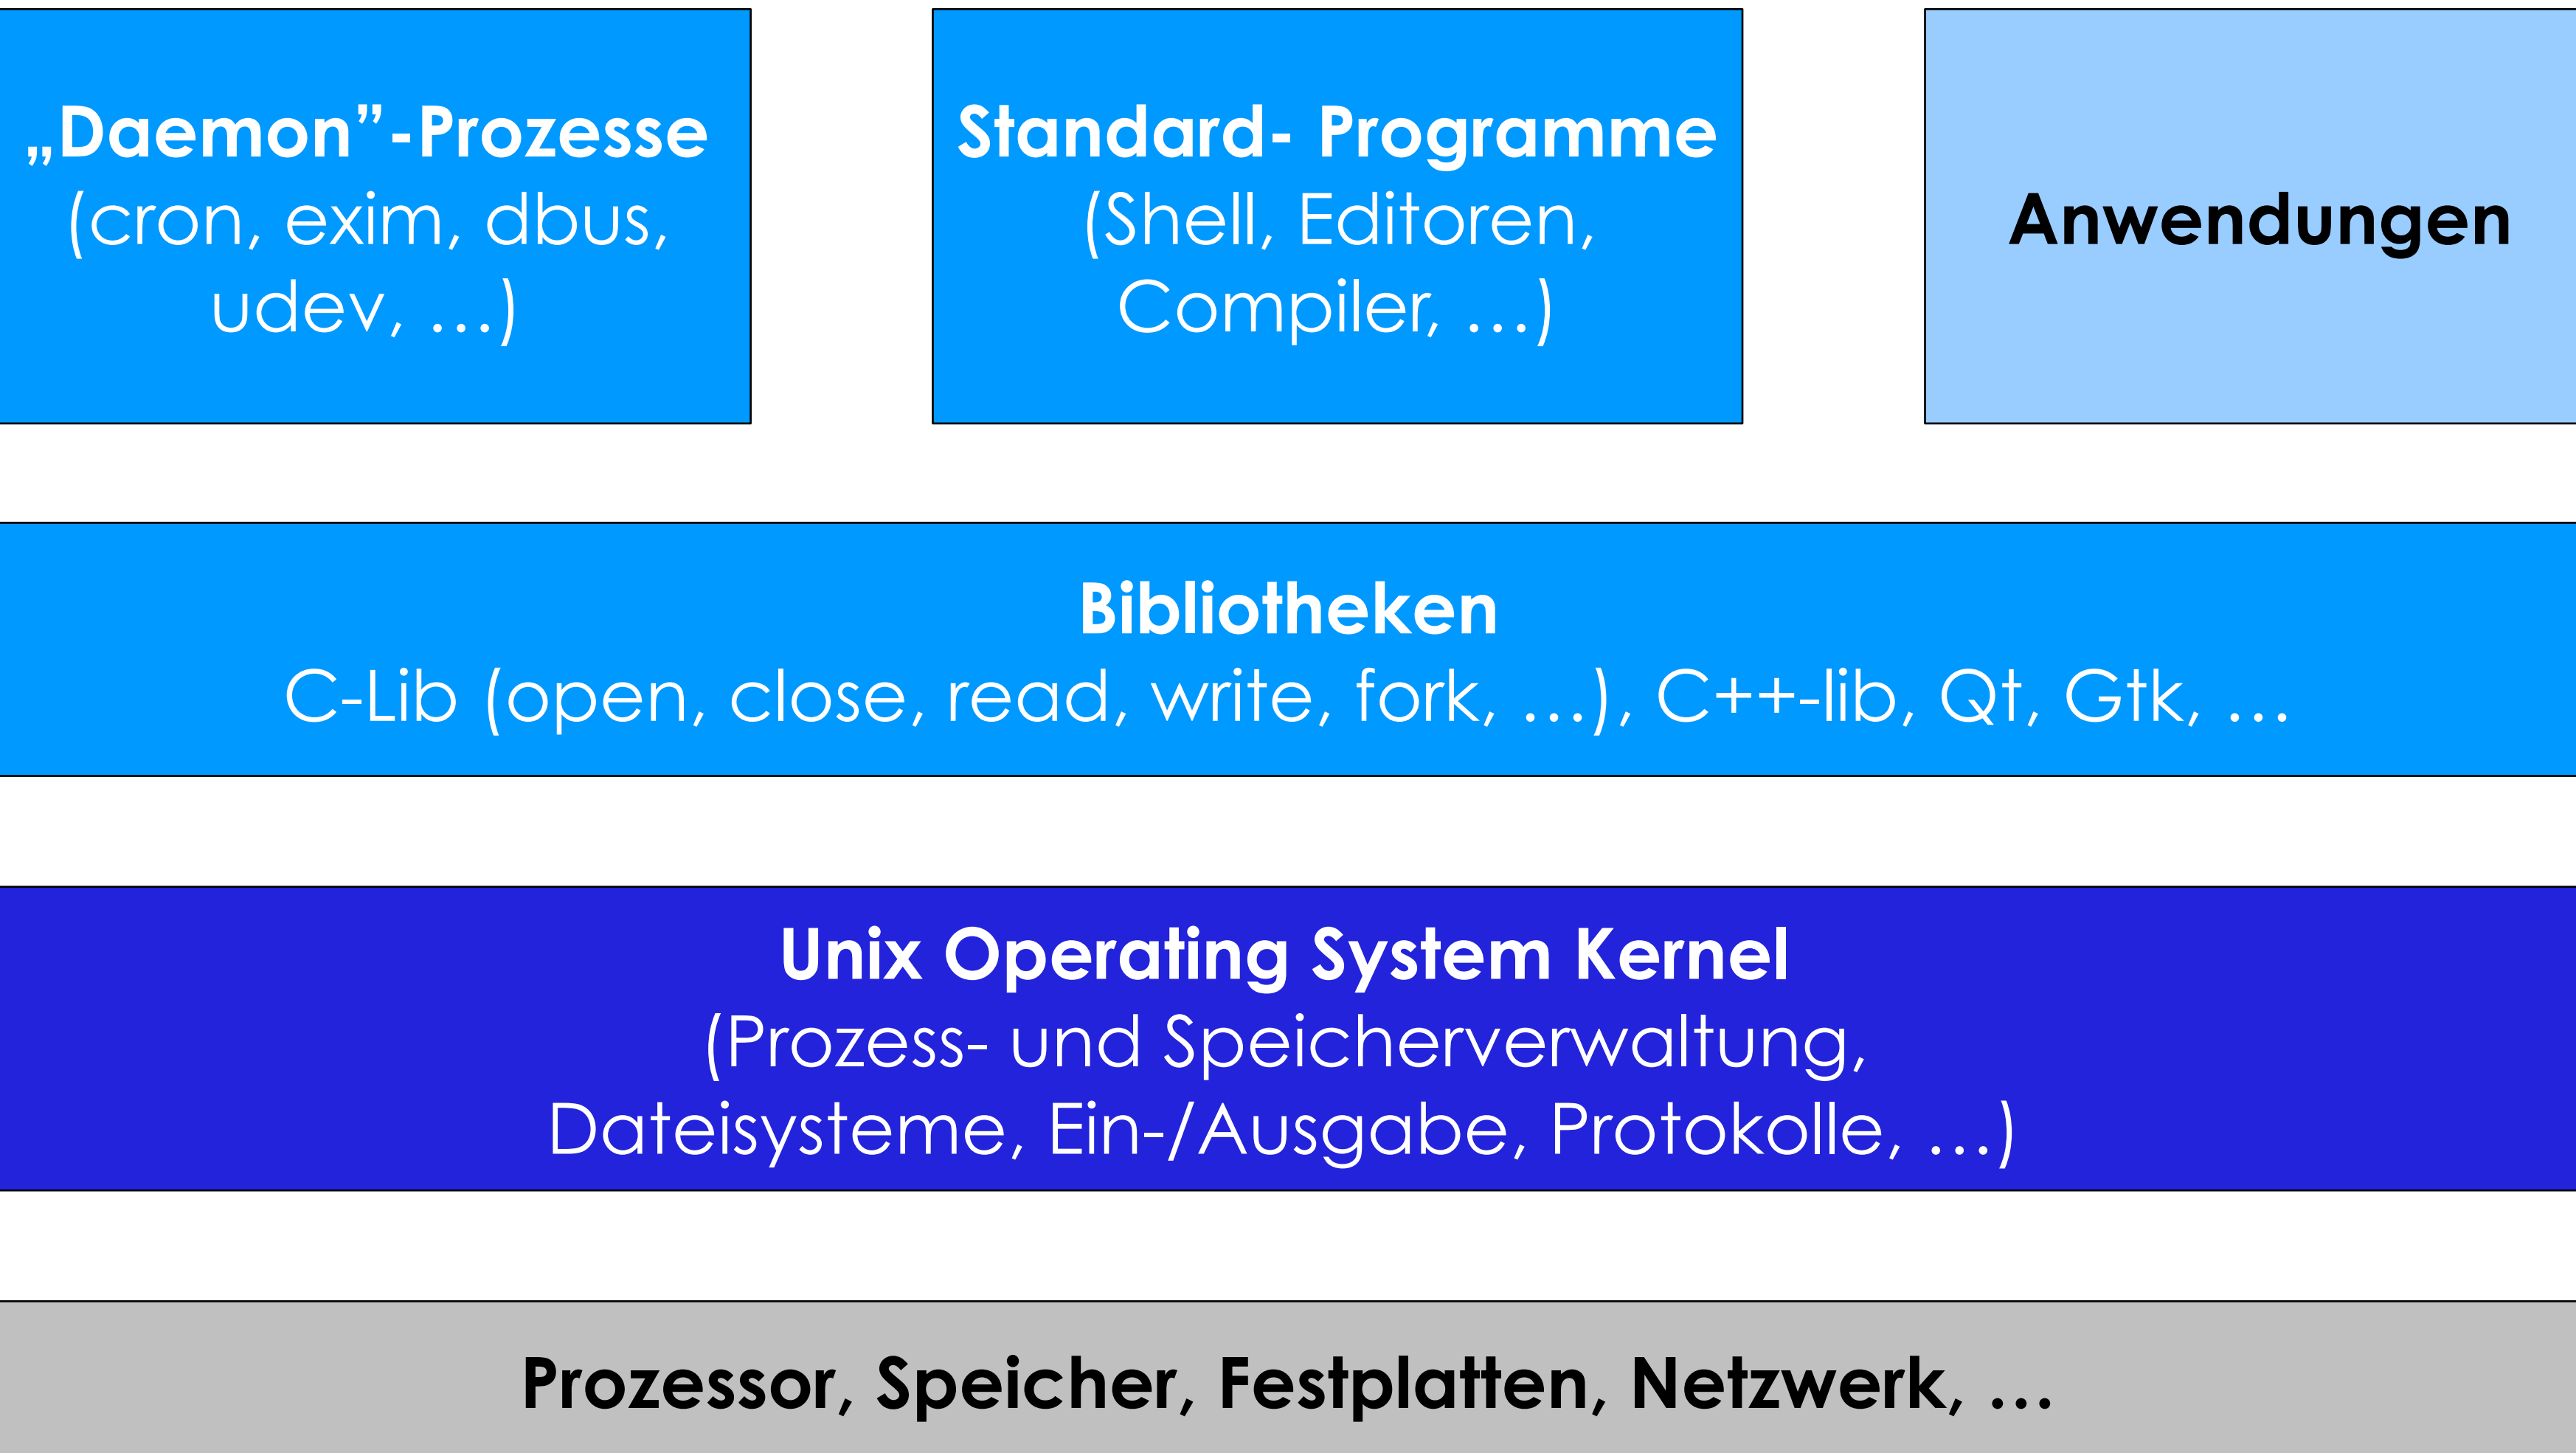 „Daemon”-Prozesse
(cron, exim, dbus,
udev, …)
Standard- Programme
(Shell, Editoren,
Compiler, …)
Anwendungen
Bibliotheken
C-Lib (open, close, read, write, fork, …), C++-lib, Qt, Gtk, …
Unix Operating System Kernel
(Prozess- und Speicherverwaltung,
Dateisysteme, Ein-/Ausgabe, Protokolle, …)
Prozessor, Speicher, Festplatten, Netzwerk, …